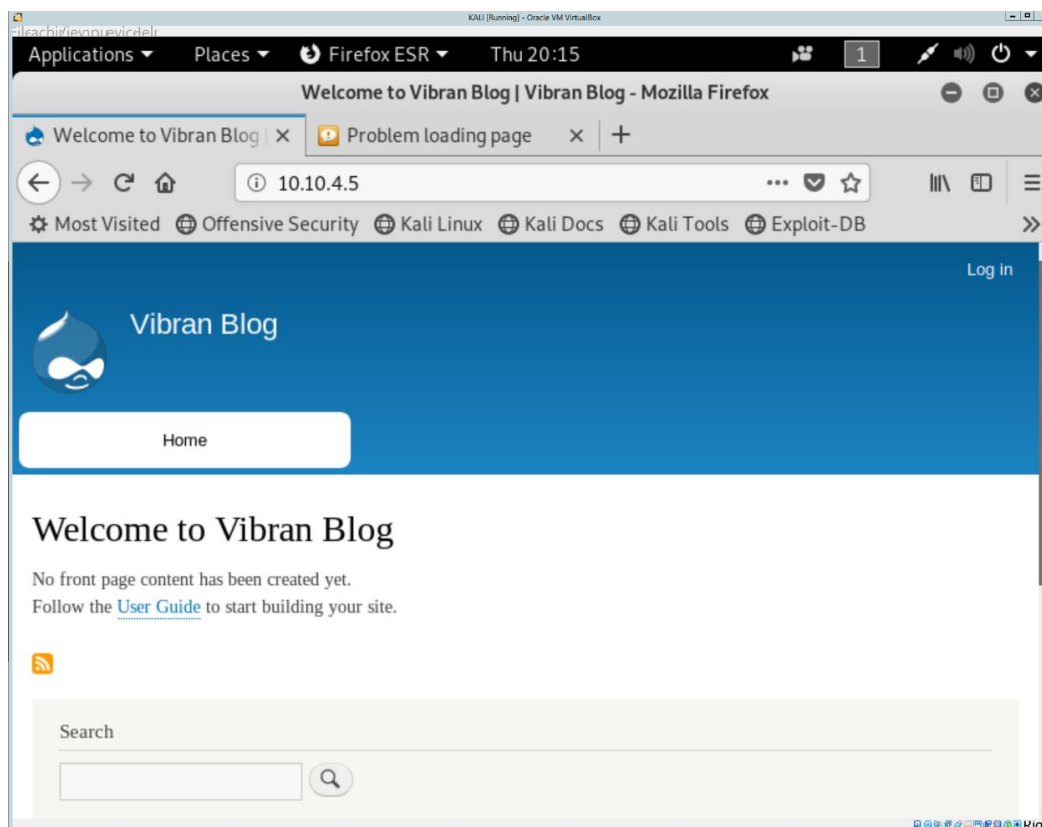 KALI [Running] - Oracle VM VirtualBox
Applications Places Firefox ESR Thu 20:15 1
Welcome to Vibran Blog | Vibran Blog - Mozilla Firefox
Welcome to Vibran Blog Problem loading page
10.10.4.5
Most Visited Offensive Security Kali Linux Kali Docs Kali Tools Exploit-DB
Log in
Vibran Blog
Home
Welcome to Vibran Blog
No front page content has been created yet.
Follow the User Guide to start building your site.
Search